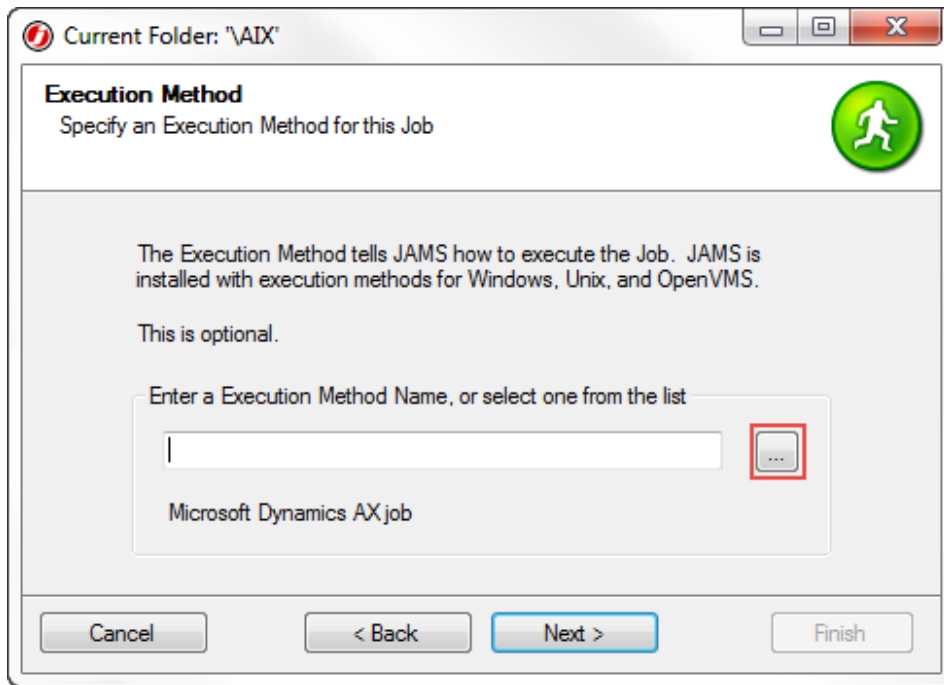 Current Folder: '\AIX'
Execution Method
Specify an Execution Method for this Job
The Execution Method tells JAMS how to execute the Job. JAMS is
installed with execution methods for Windows, Unix, and OpenVMS.
This is optional.
Enter a Execution Method Name, or select one from the list
...
Microsoft Dynamics AX job
Cancel
< Back
Next >
Finish